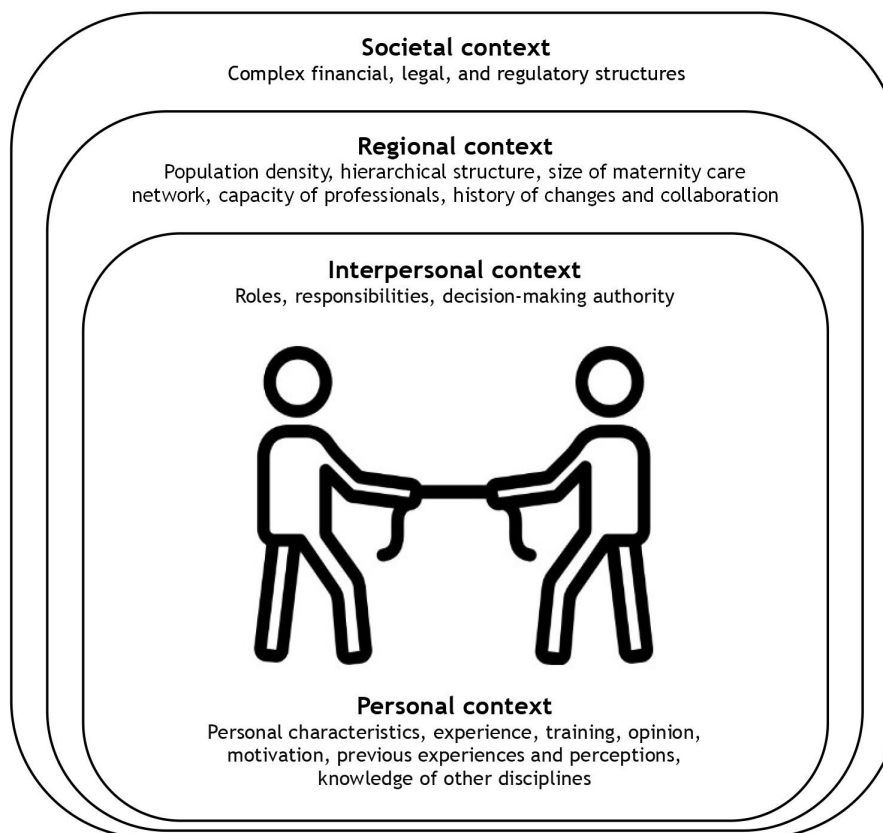 Societal context
Complex financial, legal, and regulatory structures
Regional context
Population density, hierarchical structure, size of maternity care
network, capacity of professionals, history of changes and collaboration
Interpersonal context
Roles, responsibilities, decision-making authority
Personal context
Personal characteristics, experience, training, opinion,
motivation, previous experiences and perceptions,
knowledge of other disciplines